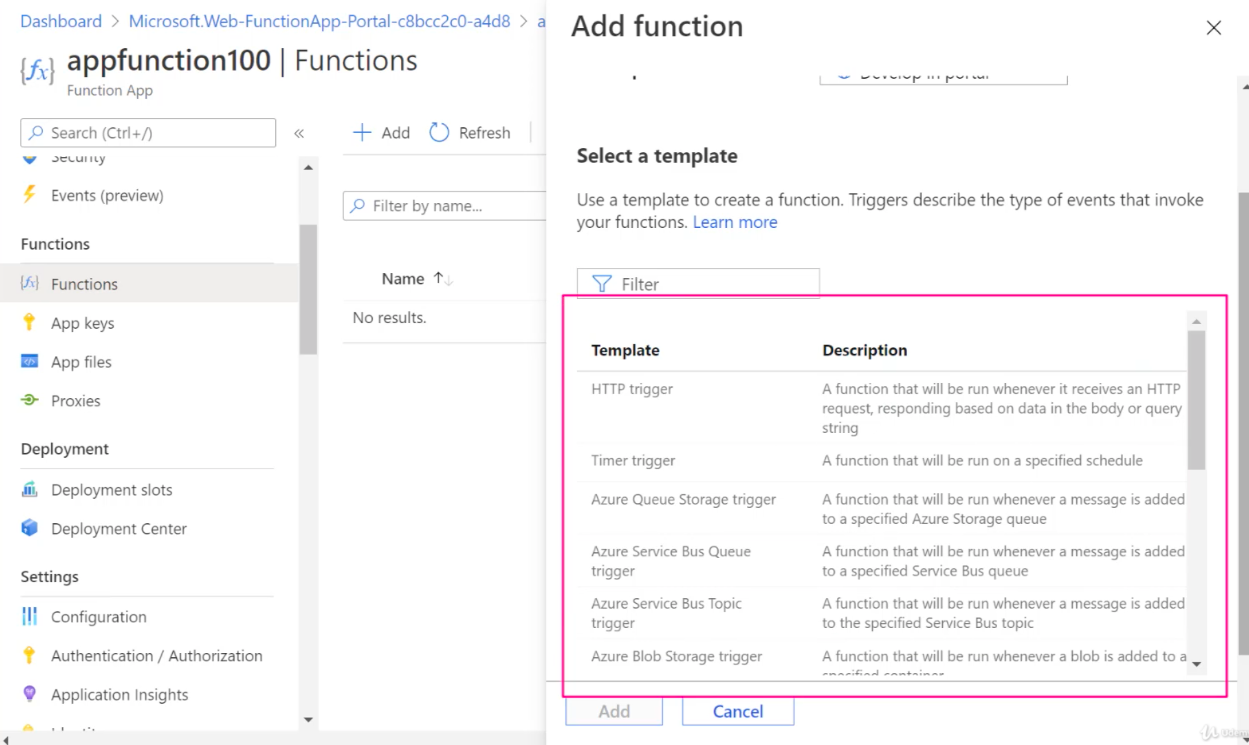 Dashboard > Microsoft.Web-FunctionApp-Portal-c8bcc2c0-a4d8 > a
appfunction100 | Functions
Function App
Search (Ctrl+/)
«
Security
Events (preview)
Functions
Functions
App keys
App files
Proxies
Deployment
Deployment slots
Deployment Center
Settings
Configuration
Authentication / Authorization
Application Insights
Add
Refresh
Filter by name...
Name
No results.
Add function
Develop in portal
Select a template
Use a template to create a function. Triggers describe the type of events that invoke
your functions. Learn more
Filter
Template Description
HTTP trigger A function that will be run whenever it receives an HTTP
request, responding based on data in the body or query
string
Timer trigger A function that will be run on a specified schedule
Azure Queue Storage trigger A function that will be run whenever a message is added
to a specified Azure Storage queue
Azure Service Bus Queue A function that will be run whenever a message is added
trigger to a specified Service Bus queue
Azure Service Bus Topic A function that will be run whenever a message is added
trigger to the specified Service Bus topic
Azure Blob Storage trigger A function that will be run whenever a blob is added to a
specified container
Add Cancel